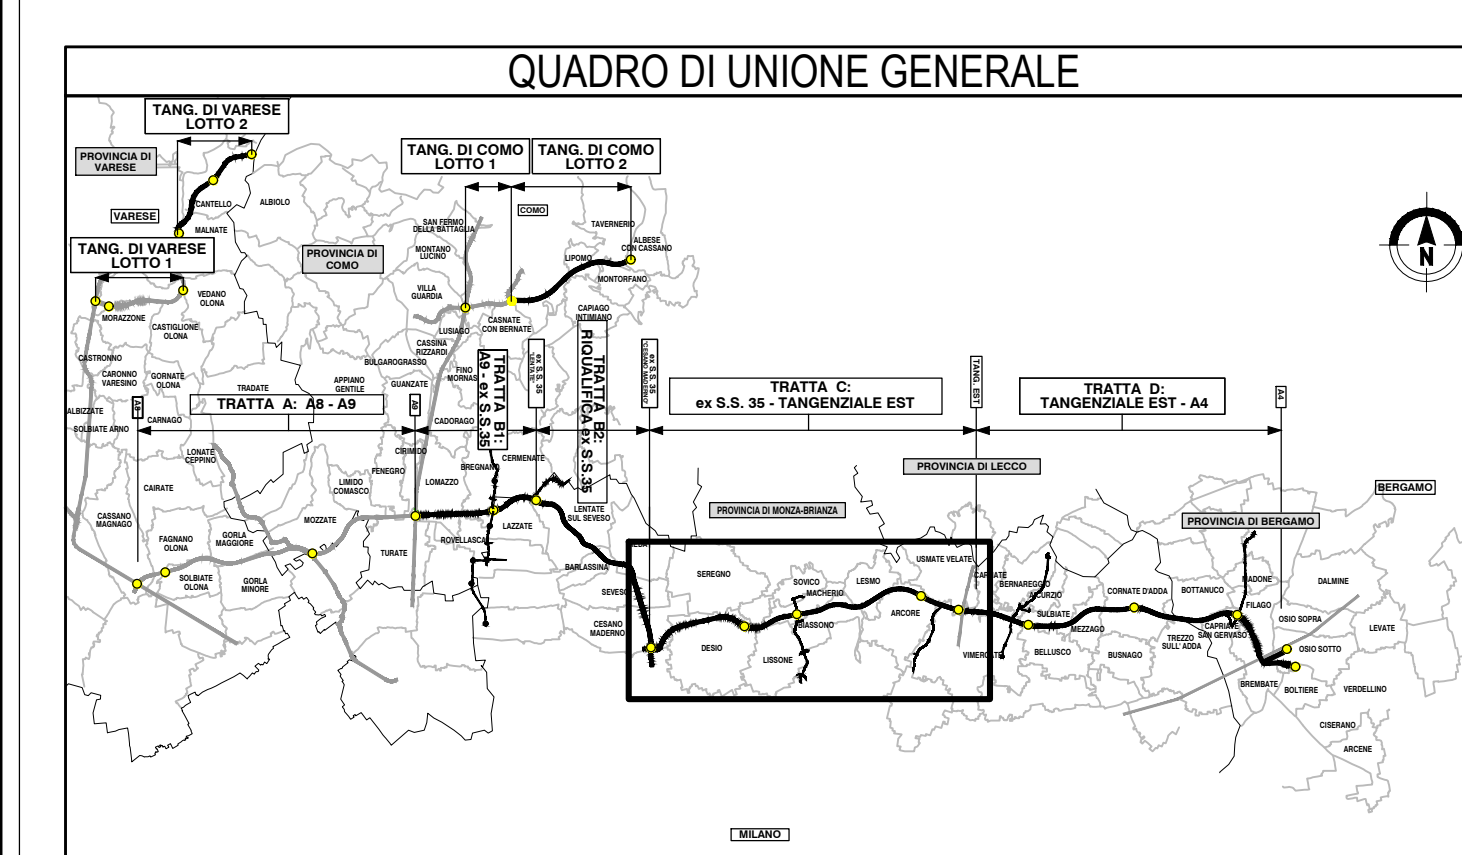 QUADRO DI UNIONE GENERALE
TANG. DI VARESE
LOTTO 2
PROVINCIA DI
VARESE
CANTELLO
ALBIOLO
VARESE
MALNATE
TANG. DI VARESE
LOTTO 1
PROVINCIA DI
COMO
TANG. DI COMO
LOTTO 1
TANG. DI COMO
LOTTO 2
COMO
SAN FERMO
DELLA BATTAGLIA
MONTANO
LUCINO
TAVERNERIO
ALBESE
CON CASSANO
LIPOMO
MONTORFANO
VILLA
GUARDIA
CAPIAGO
INTIMIANO
LUSIAGO
CASNATE
CON BERNATE
CASSINA
RIZZARDI
BULGAROGRASSO
FINO
MORNAS
GUANZATE
APPIANO
GENTILE
VEDANO
OLONA
MORAZZONE
CASTIGLIONE
OLONA
CASTRONNO
CARONNO
VARESINO
GORNATE
OLONA
TRADATE
ALBIZZATE
SOLBIATE ARNO
CARNAGO
A8
TRATTA A: A8 - A9
A9
TRATTA B1:
A9 - ex S.S.35
ex S.S. 35
"LENTATE"
TRATTA B2:
RIQUALIFICA ex S.S.35
ex S.S. 35
"CESANO MADERNO"
TRATTA C:
ex S.S. 35 - TANGENZIALE EST
TANG. EST
TRATTA D:
TANGENZIALE EST - A4
A4
CADORAGO
CIRIMIDO
FENEGRO
LOMAZZO
BREGNANO
CERMENATE
LONATE
CEPPINO
LIMIDO
COMASCO
CAIRATE
CASSANO
MAGNAGO
MOZZATE
FAGNANO
OLONA
GORLA
MAGGIORE
SOLBIATE
OLONA
GORLA
MINORE
TURATE
ROVELLASCA
LAZZATE
LENTATE
SUL SEVESO
BARLASSINA
SEVESO
CESANO
MADERNO
PROVINCIA DI LECCO
PROVINCIA DI MONZA-BRIANZA
BERGAMO
PROVINCIA DI BERGAMO
SEREGNO
SOVICO
MACHERIO
LESMO
USMATE VELATE
ARCORE
BIASSONO
DESIO
LISSONE
BERNAREGGIO
SULBIATE
MEZZAGO
VIMERCATE
BELLUSCO
CORNATE D'ADDA
BUSNAGO
BOTTANUCO
TREZZO
SULL' ADDA
MADONE
FILAGO
CAPRIATE
SAN GERVASO
DALMINE
OSIO SOPRA
OSIO SOTTO
LEVATE
BREMBATE
BOLTIERE
VERDELLINO
CISERANO
ARCENE
N
MILANO